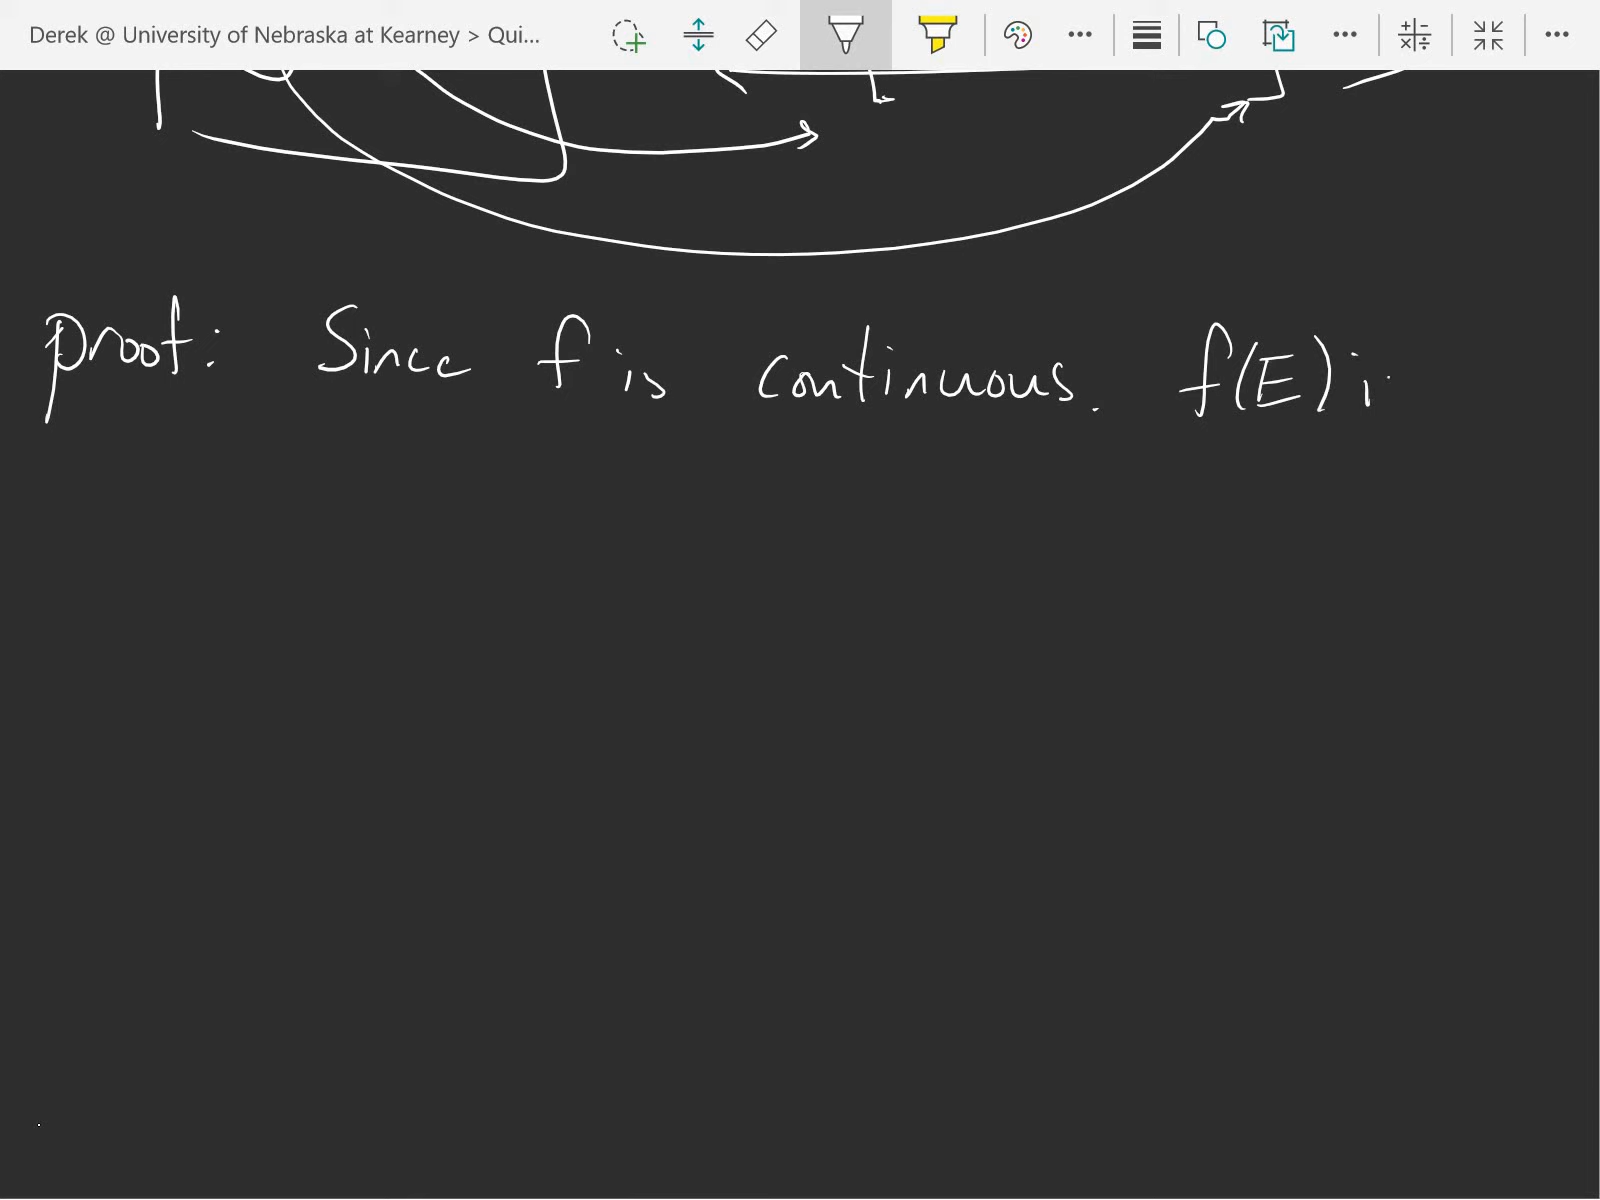 Derek @ University of Nebraska at Kearney > Qui...
proof: Since f is continuous. f(E) i